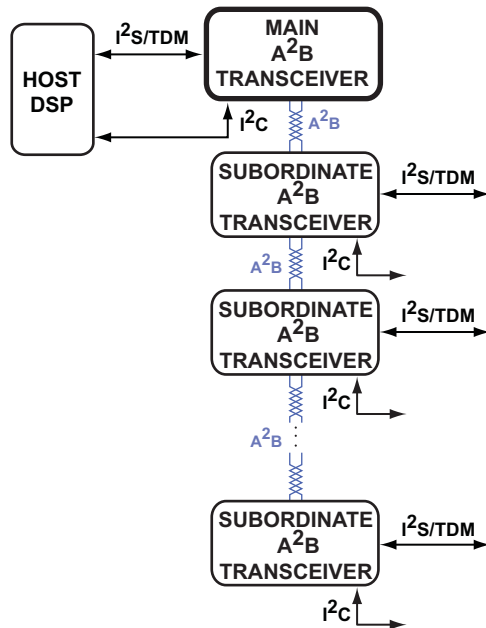 I²S/TDM
HOST
DSP
MAIN
A²B
TRANSCEIVER
I²C
A²B
SUBORDINATE
A²B
TRANSCEIVER
I²S/TDM
I²C
A²B
SUBORDINATE
A²B
TRANSCEIVER
I²S/TDM
I²C
A²B
SUBORDINATE
A²B
TRANSCEIVER
I²S/TDM
I²C